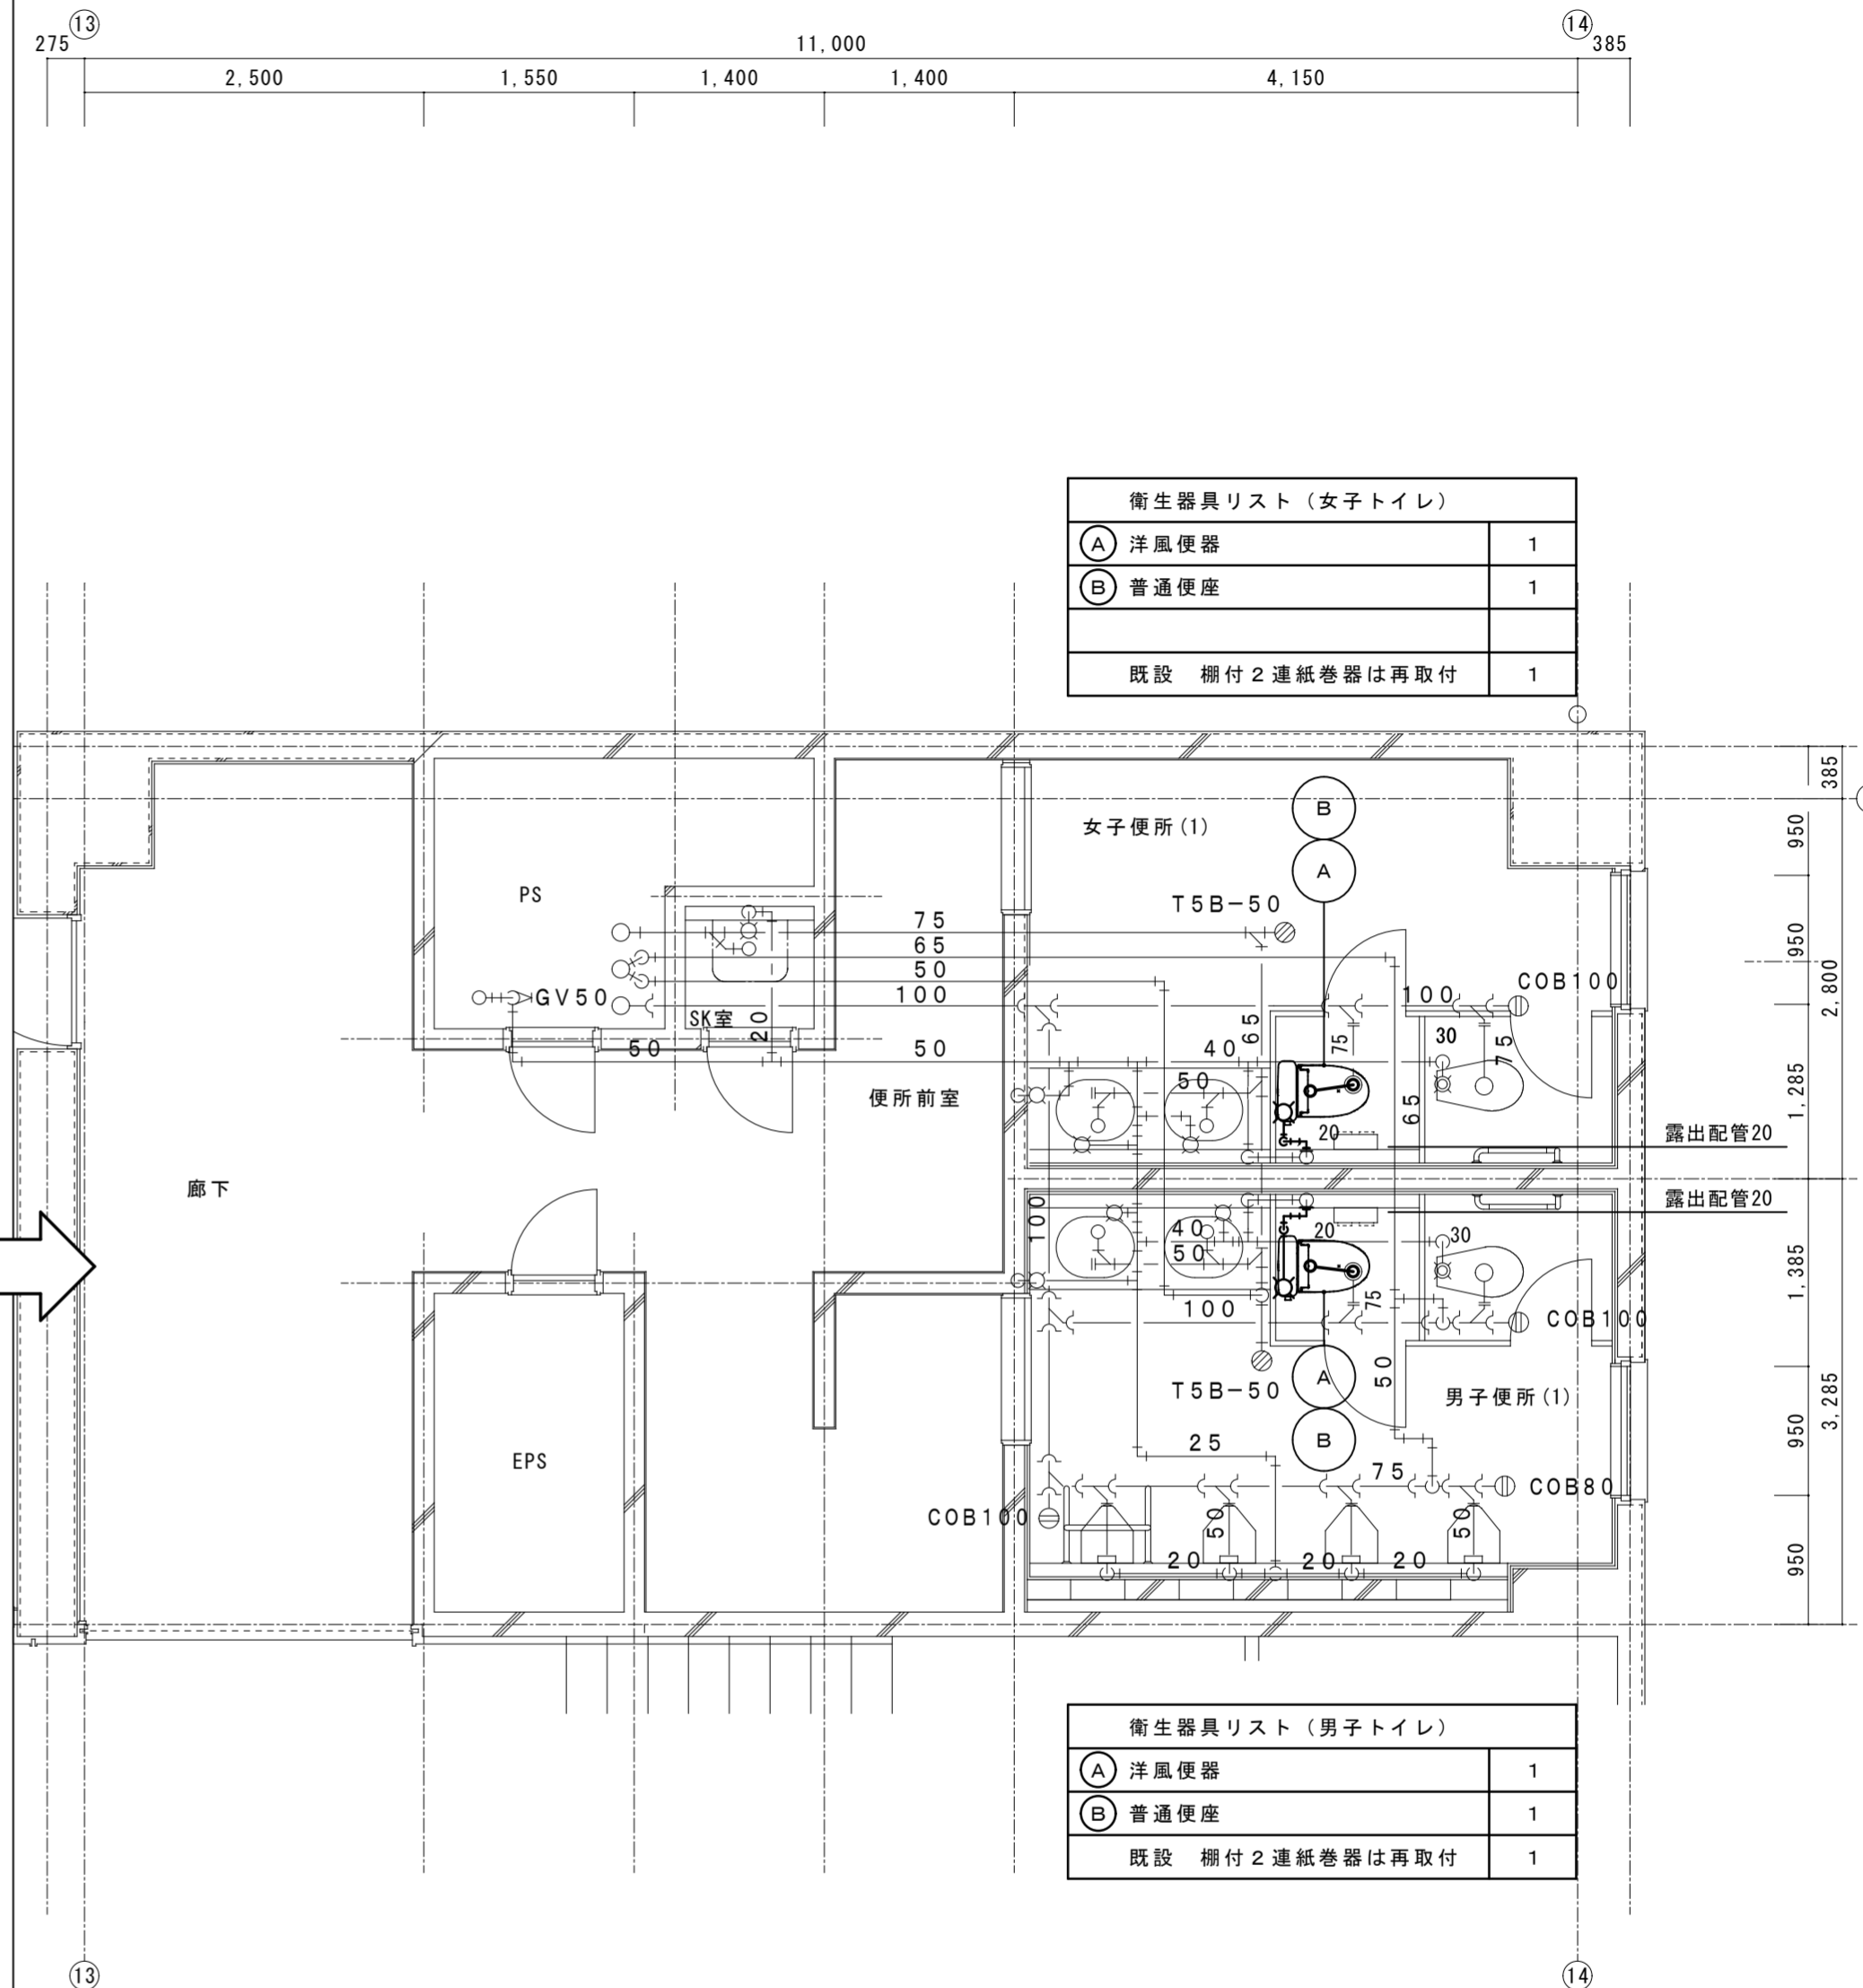 13
14
275
11,000
385
2,500
1,550
1,400
1,400
4,150
衛生器具リスト（女子トイレ）
A 洋風便器 1
B 普通便座 1
既設 棚付２連紙巻器は再取付 1
385
B
女子便所(1)
950
A
PS
T5B-50
75
65
950
50
2,800
COB100
GV50
100
100
SK室
20
65
75
30
75
50
50
40
50
65
便所前室
1,285
20
露出配管20
廊下
露出配管20
100
40
20
30
50
1,385
75
100
COB100
A
50
T5B-50
男子便所(1)
3,285
B
950
25
EPS
75
COB80
COB100
50
50
20
20
20
950
衛生器具リスト（男子トイレ）
A 洋風便器 1
B 普通便座 1
既設 棚付２連紙巻器は再取付 1
13
14